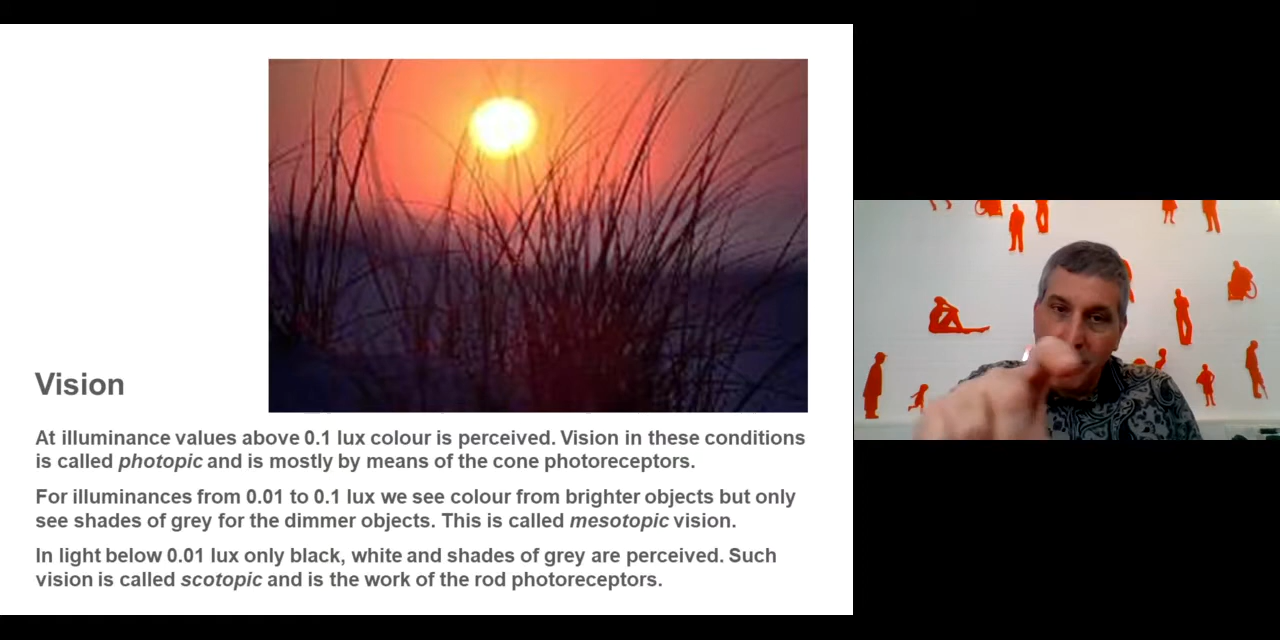 Vision
At illuminance values above 0.1 lux colour is perceived. Vision in these conditions
is called photopic and is mostly by means of the cone photoreceptors.
For illuminances from 0.01 to 0.1 lux we see colour from brighter objects but only
see shades of grey for the dimmer objects. This is called mesotopic vision.
In light below 0.01 lux only black, white and shades of grey are perceived. Such
vision is called scotopic and is the work of the rod photoreceptors.